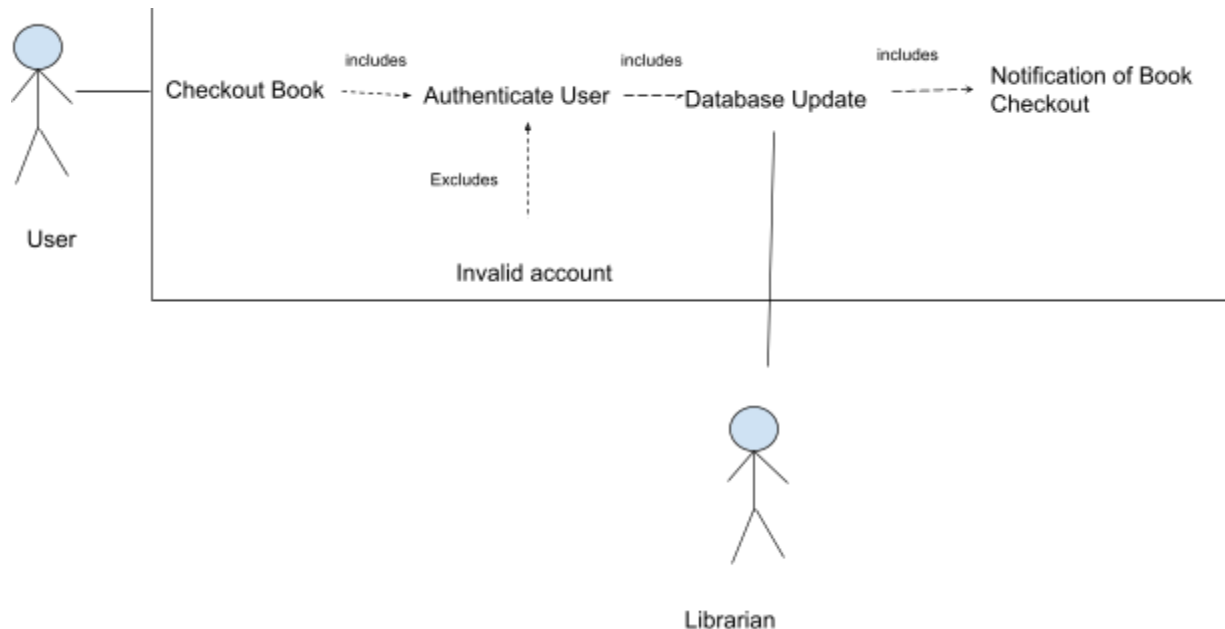 includes
includes
includes
Checkout Book
Authenticate User
Database Update
Notification of Book
Checkout
Excludes
User
Invalid account
Librarian